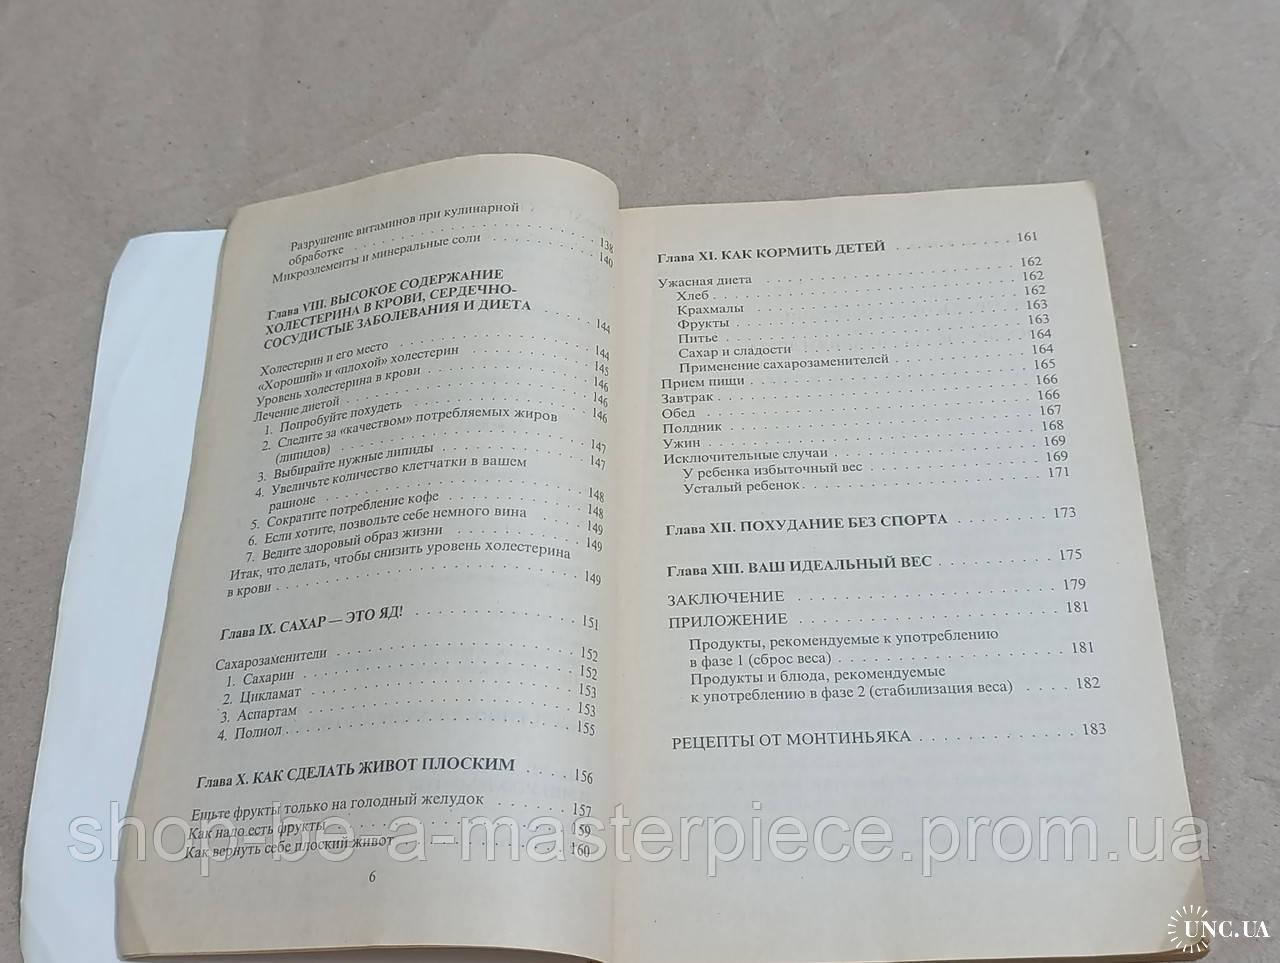 Разрушение витаминов при кулинарной
обработке . . . 138
Микроэлементы и минеральные соли . . . 140
Глава VIII. ВЫСОКОЕ СОДЕРЖАНИЕ
ХОЛЕСТЕРИНА В КРОВИ, СЕРДЕЧНО-
СОСУДИСТЫЕ ЗАБОЛЕВАНИЯ И ДИЕТА . . . 144
Холестерин и его место . . . 144
«Хороший» и «плохой» холестерин . . . 145
Уровень холестерина в крови . . . 146
Лечение диетой . . . 146
1. Попробуйте похудеть . . . 146
2. Следите за «качеством» потребляемых жиров
(липидов) . . . 147
3. Выбирайте нужные липиды . . . 147
4. Увеличьте количество клетчатки в вашем
рационе . . . 148
5. Сократите потребление кофе . . . 148
6. Если хотите, позвольте себе немного вина . . . 149
7. Ведите здоровый образ жизни . . . 149
Итак, что делать, чтобы снизить уровень холестерина
в крови . . . 149
Глава IX. САХАР — ЭТО ЯД! . . . 151
Сахарозаменители . . . 152
1. Сахарин . . . 152
2. Цикламат . . . 153
3. Аспартам . . . 153
4. Полиол . . . 155
Глава X. КАК СДЕЛАТЬ ЖИВОТ ПЛОСКИМ . . . 156
Ешьте фрукты только на голодный желудок . . . 157
Как надо есть фрукты . . . 159
Как вернуть себе плоский живот . . . 160
6
Глава XI. КАК КОРМИТЬ ДЕТЕЙ . . . 161
Ужасная диета . . . 162
Хлеб . . . 162
Крахмалы . . . 162
Фрукты . . . 163
Питье . . . 163
Сахар и сладости . . . 164
Применение сахарозаменителей . . . 164
Прием пищи . . . 165
Завтрак . . . 166
Обед . . . 166
Полдник . . . 167
Ужин . . . 168
Исключительные случаи . . . 169
У ребенка избыточный вес . . . 169
Усталый ребенок . . . 171
Глава XII. ПОХУДАНИЕ БЕЗ СПОРТА . . . 173
Глава XIII. ВАШ ИДЕАЛЬНЫЙ ВЕС . . . 175
ЗАКЛЮЧЕНИЕ . . . 179
ПРИЛОЖЕНИЕ . . . 181
Продукты, рекомендуемые к употреблению
в фазе 1 (сброс веса) . . . 181
Продукты и блюда, рекомендуемые
к употреблению в фазе 2 (стабилизация веса) . . . 182
РЕЦЕПТЫ ОТ МОНТИНЬЯКА . . . 183
shop-be-a-masterpiece.prom.ua
UNC.UA